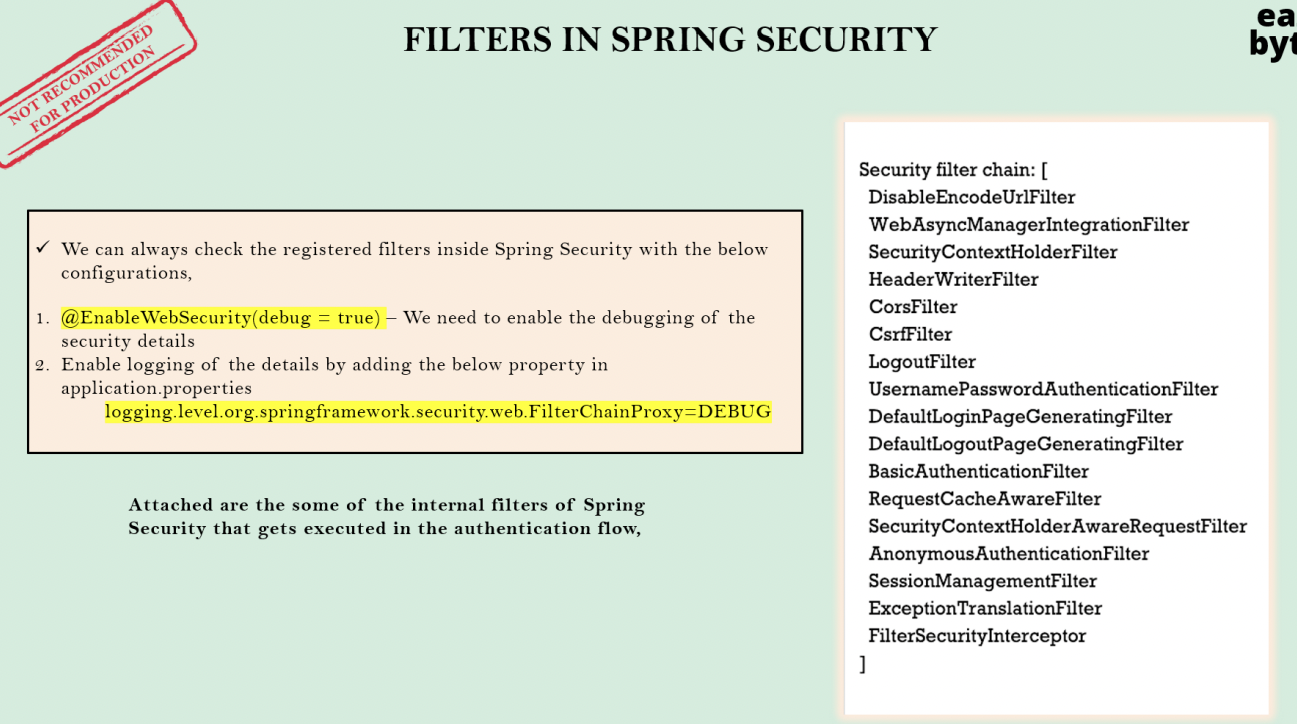 NOT RECOMMENDED
FOR PRODUCTION
FILTERS IN SPRING SECURITY
✓ We can always check the registered filters inside Spring Security with the below
configurations,
1. @EnableWebSecurity(debug = true) – We need to enable the debugging of the
security details
2. Enable logging of the details by adding the below property in
application.properties
logging.level.org.springframework.security.web.FilterChainProxy=DEBUG
Attached are the some of the internal filters of Spring
Security that gets executed in the authentication flow,
Security filter chain: [
DisableEncodeUrlFilter
WebAsyncManagerIntegrationFilter
SecurityContextHolderFilter
HeaderWriterFilter
CorsFilter
CsrfFilter
LogoutFilter
UsernamePasswordAuthenticationFilter
DefaultLoginPageGeneratingFilter
DefaultLogoutPageGeneratingFilter
BasicAuthenticationFilter
RequestCacheAwareFilter
SecurityContextHolderAwareRequestFilter
AnonymousAuthenticationFilter
SessionManagementFilter
ExceptionTranslationFilter
FilterSecurityInterceptor
]